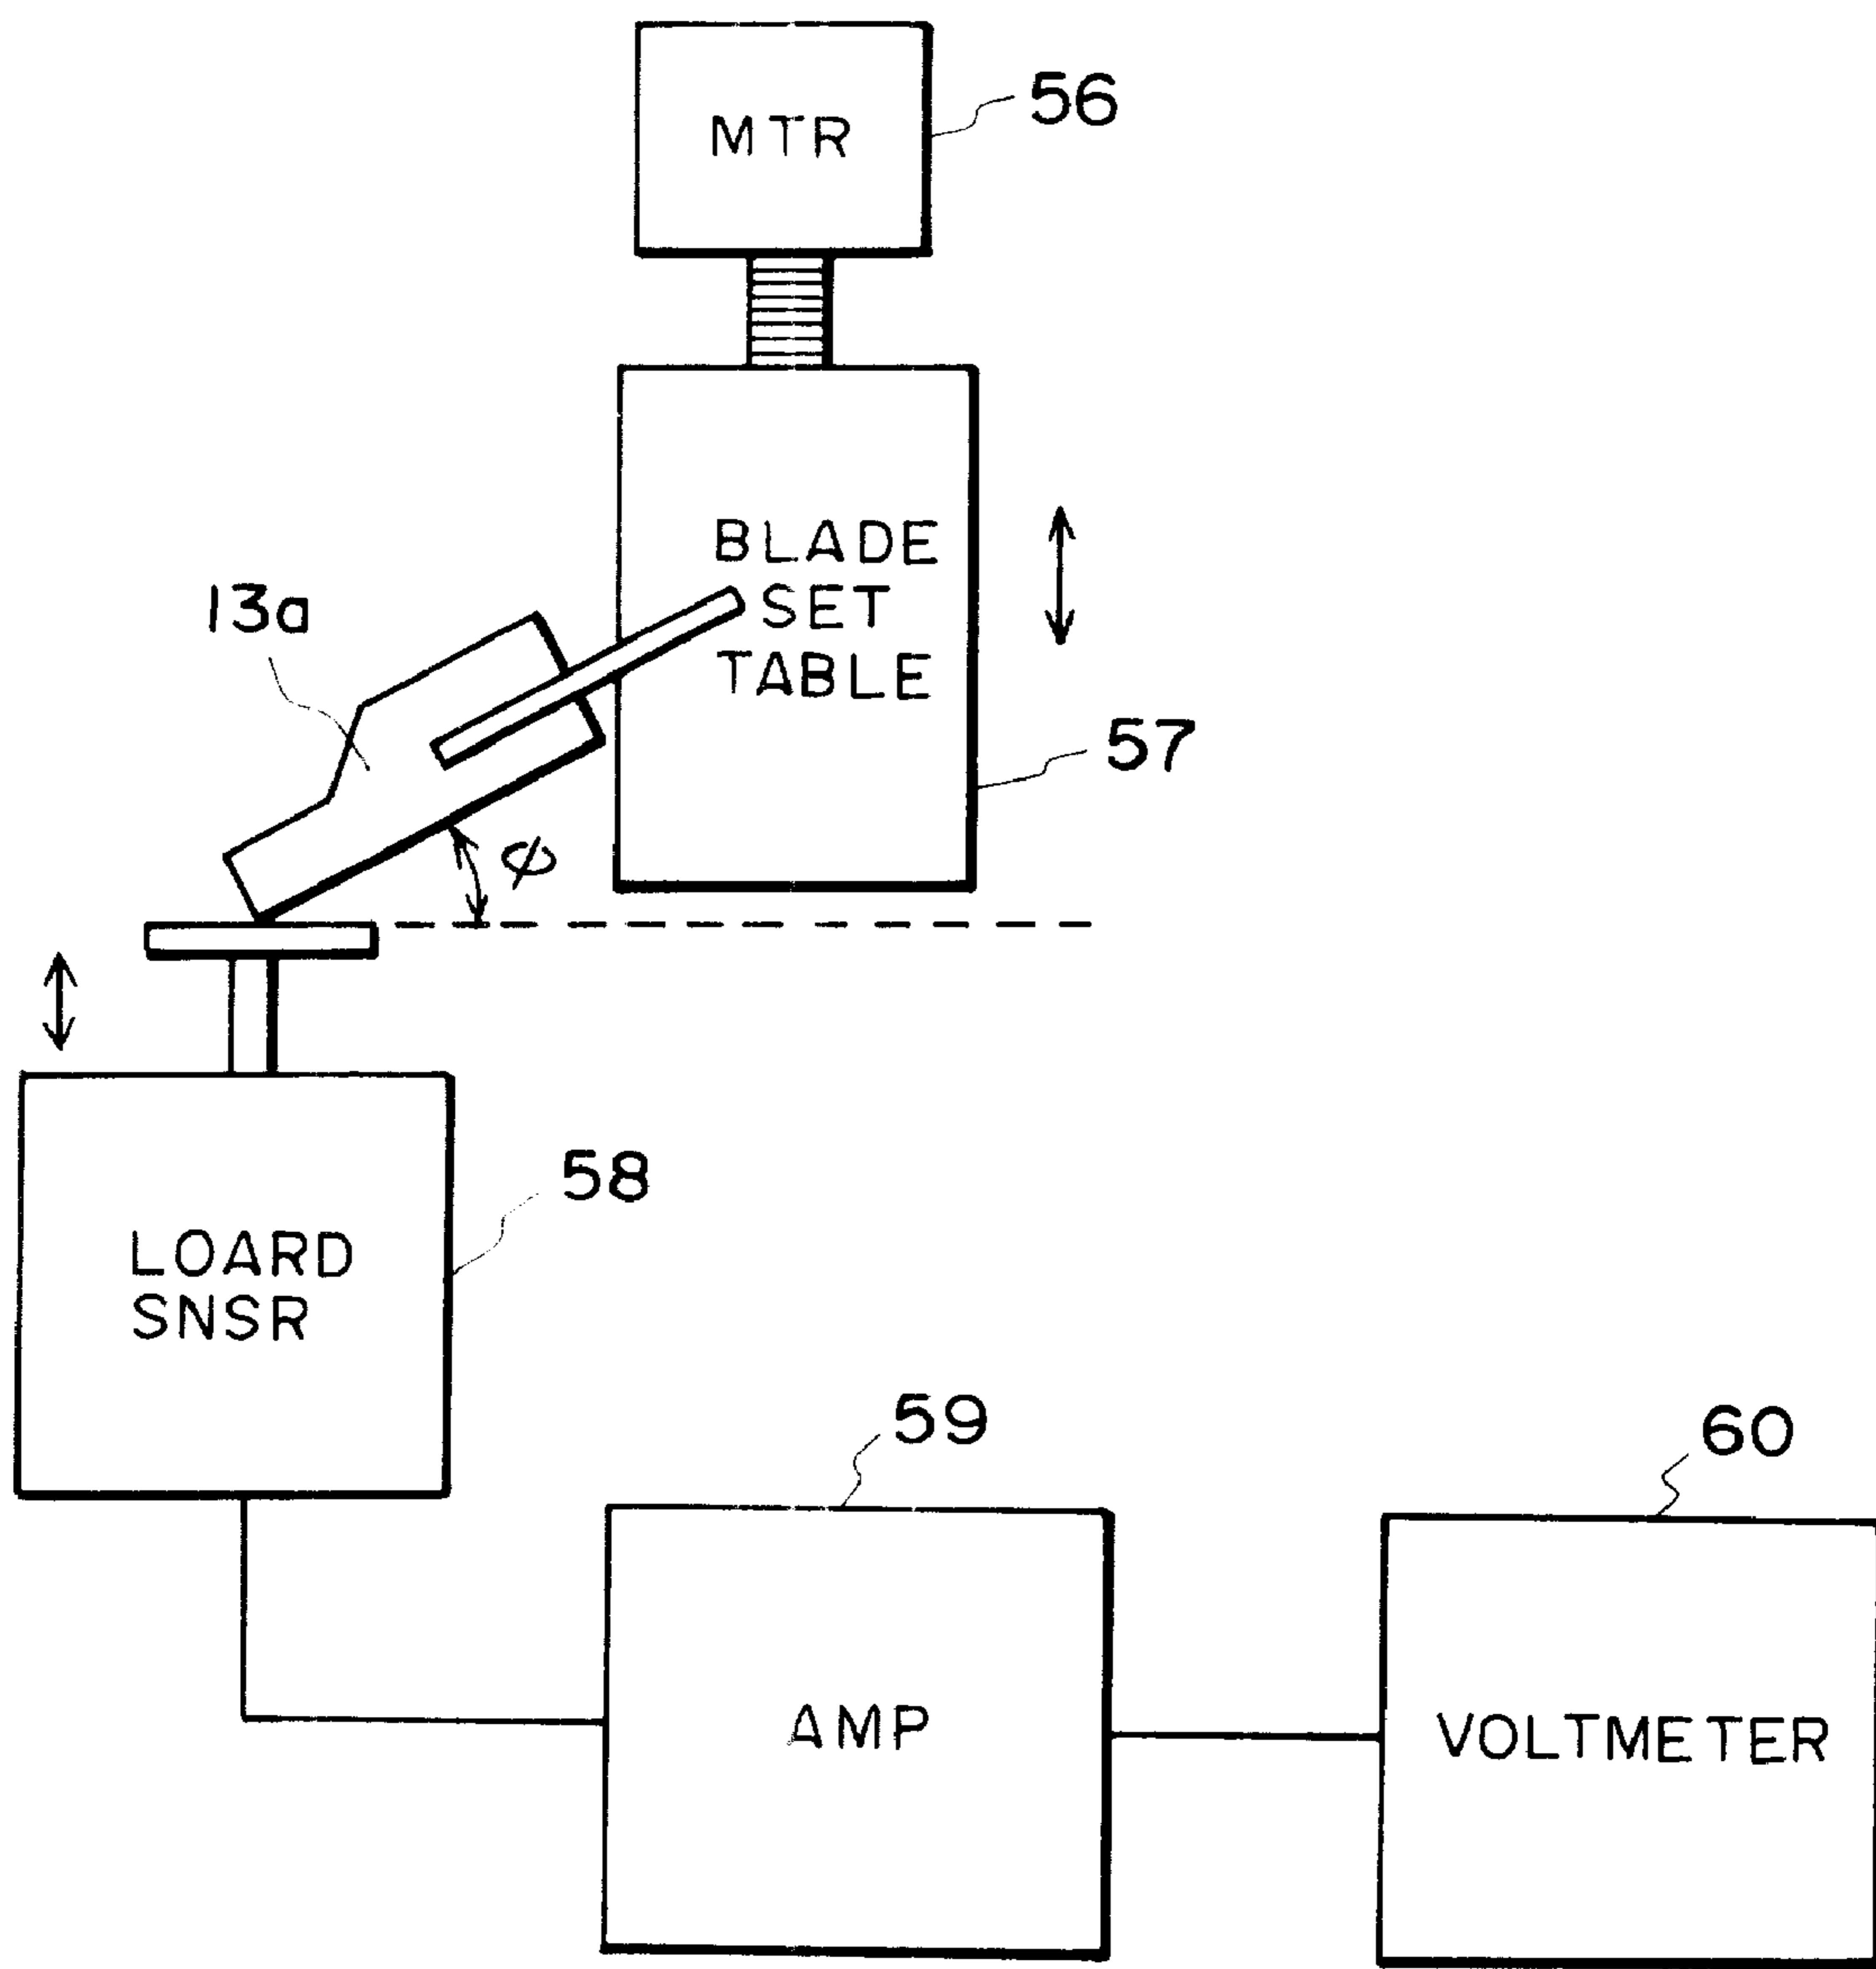 MTR
56
BLADE
SET
TABLE
13a
57
φ
LOARD
SNSR
58
59
60
AMP
VOLTMETER